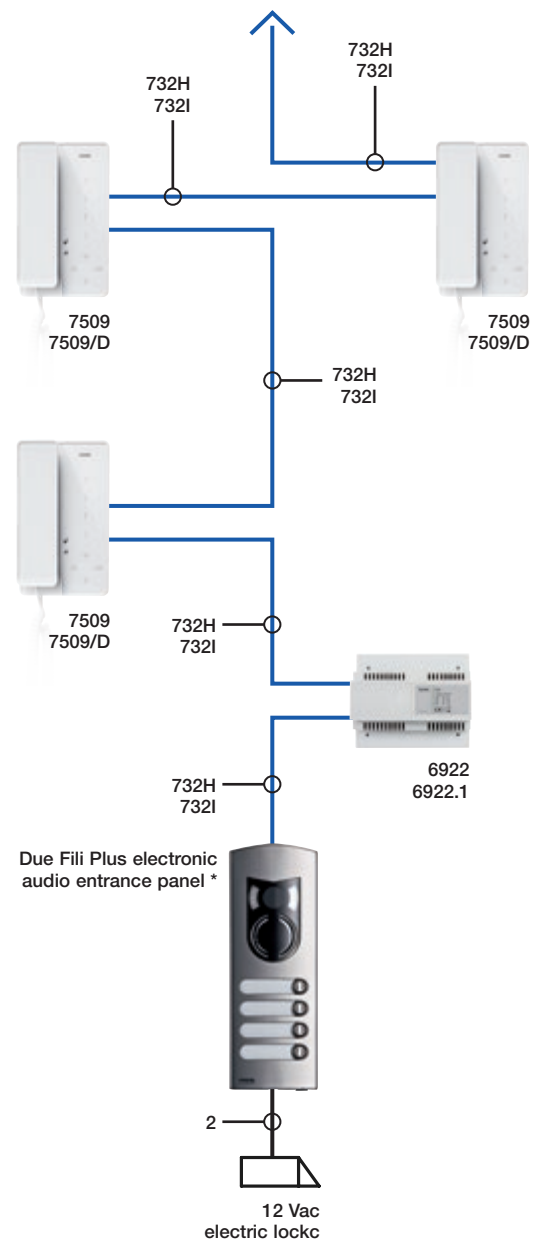 732H
732I
732H
732I
7509
7509/D
7509
7509/D
732H
732I
7509
7509/D
732H
732I
6922
6922.1
732H
732I
Due Fili Plus electronic
audio entrance panel *
2
12 Vac
electric lockc